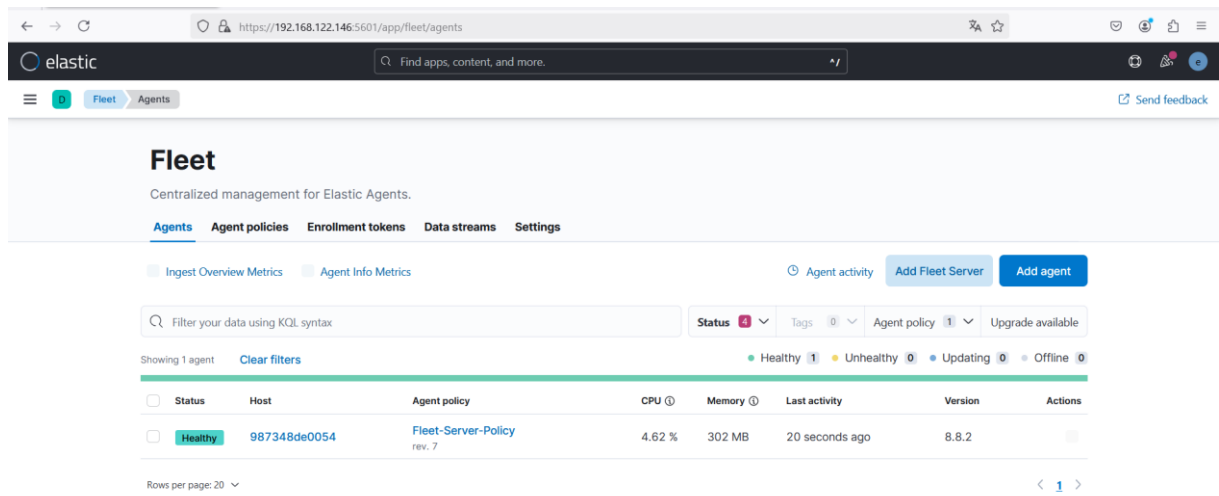 https://192.168.122.146:5601/app/fleet/agents
elastic
Find apps, content, and more.
^/
e
D
Fleet
Agents
Send feedback
Fleet
Centralized management for Elastic Agents.
Agents Agent policies Enrollment tokens Data streams Settings
Ingest Overview Metrics Agent Info Metrics
Agent activity
Add Fleet Server
Add agent
Filter your data using KQL syntax
Status 4 Tags 0 Agent policy 1 Upgrade available
Showing 1 agent Clear filters
Healthy 1 Unhealthy 0 Updating 0 Offline 0
Status Host Agent policy CPU Memory Last activity Version Actions
Healthy 987348de0054 Fleet-Server-Policy 4.62 % 302 MB 20 seconds ago 8.8.2
rev. 7
Rows per page: 20
1